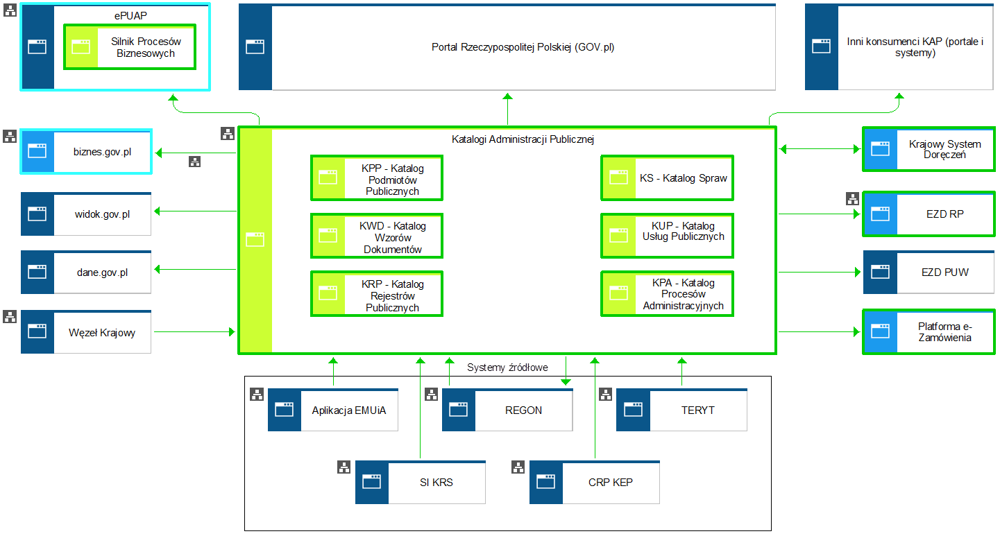 ePUAP
Silnik Procesów
Biznesowych
Portal Rzeczypospolitej Polskiej (GOV.pl)
Inni konsumenci KAP (portale i
systemy)
biznes.gov.pl
widok.gov.pl
dane.gov.pl
Węzeł Krajowy
Katalogi Administracji Publicznej
KPP - Katalog
Podmiotów
Publicznych
KWD - Katalog
Wzorów
Dokumentów
KRP - Katalog
Rejestrów
Publicznych
KS - Katalog Spraw
KUP - Katalog
Usług Publicznych
KPA - Katalog
Procesów
Administracyjnych
Krajowy System
Doręczeń
EZD RP
EZD PUW
Platforma e-
Zamówienia
Systemy źródłowe
Aplikacja EMUiA
REGON
TERYT
SI KRS
CRP KEP